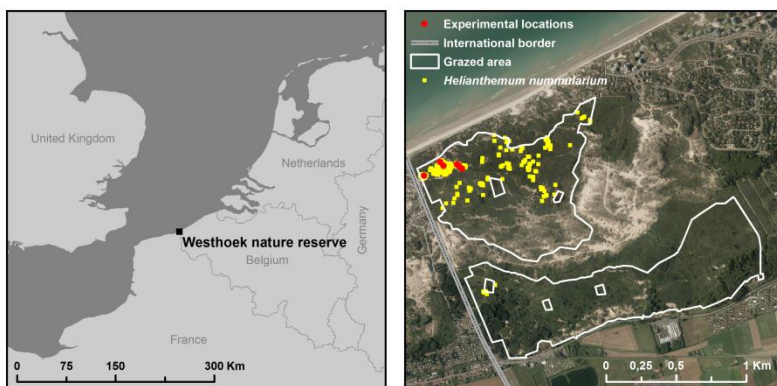 United Kingdom
Netherlands
Germany
Westhoek nature reserve
Belgium
France
0 75 150 300 Km
Experimental locations
International border
Grazed area
Helianthemum nummularium
0 0,25 0,5 1 Km